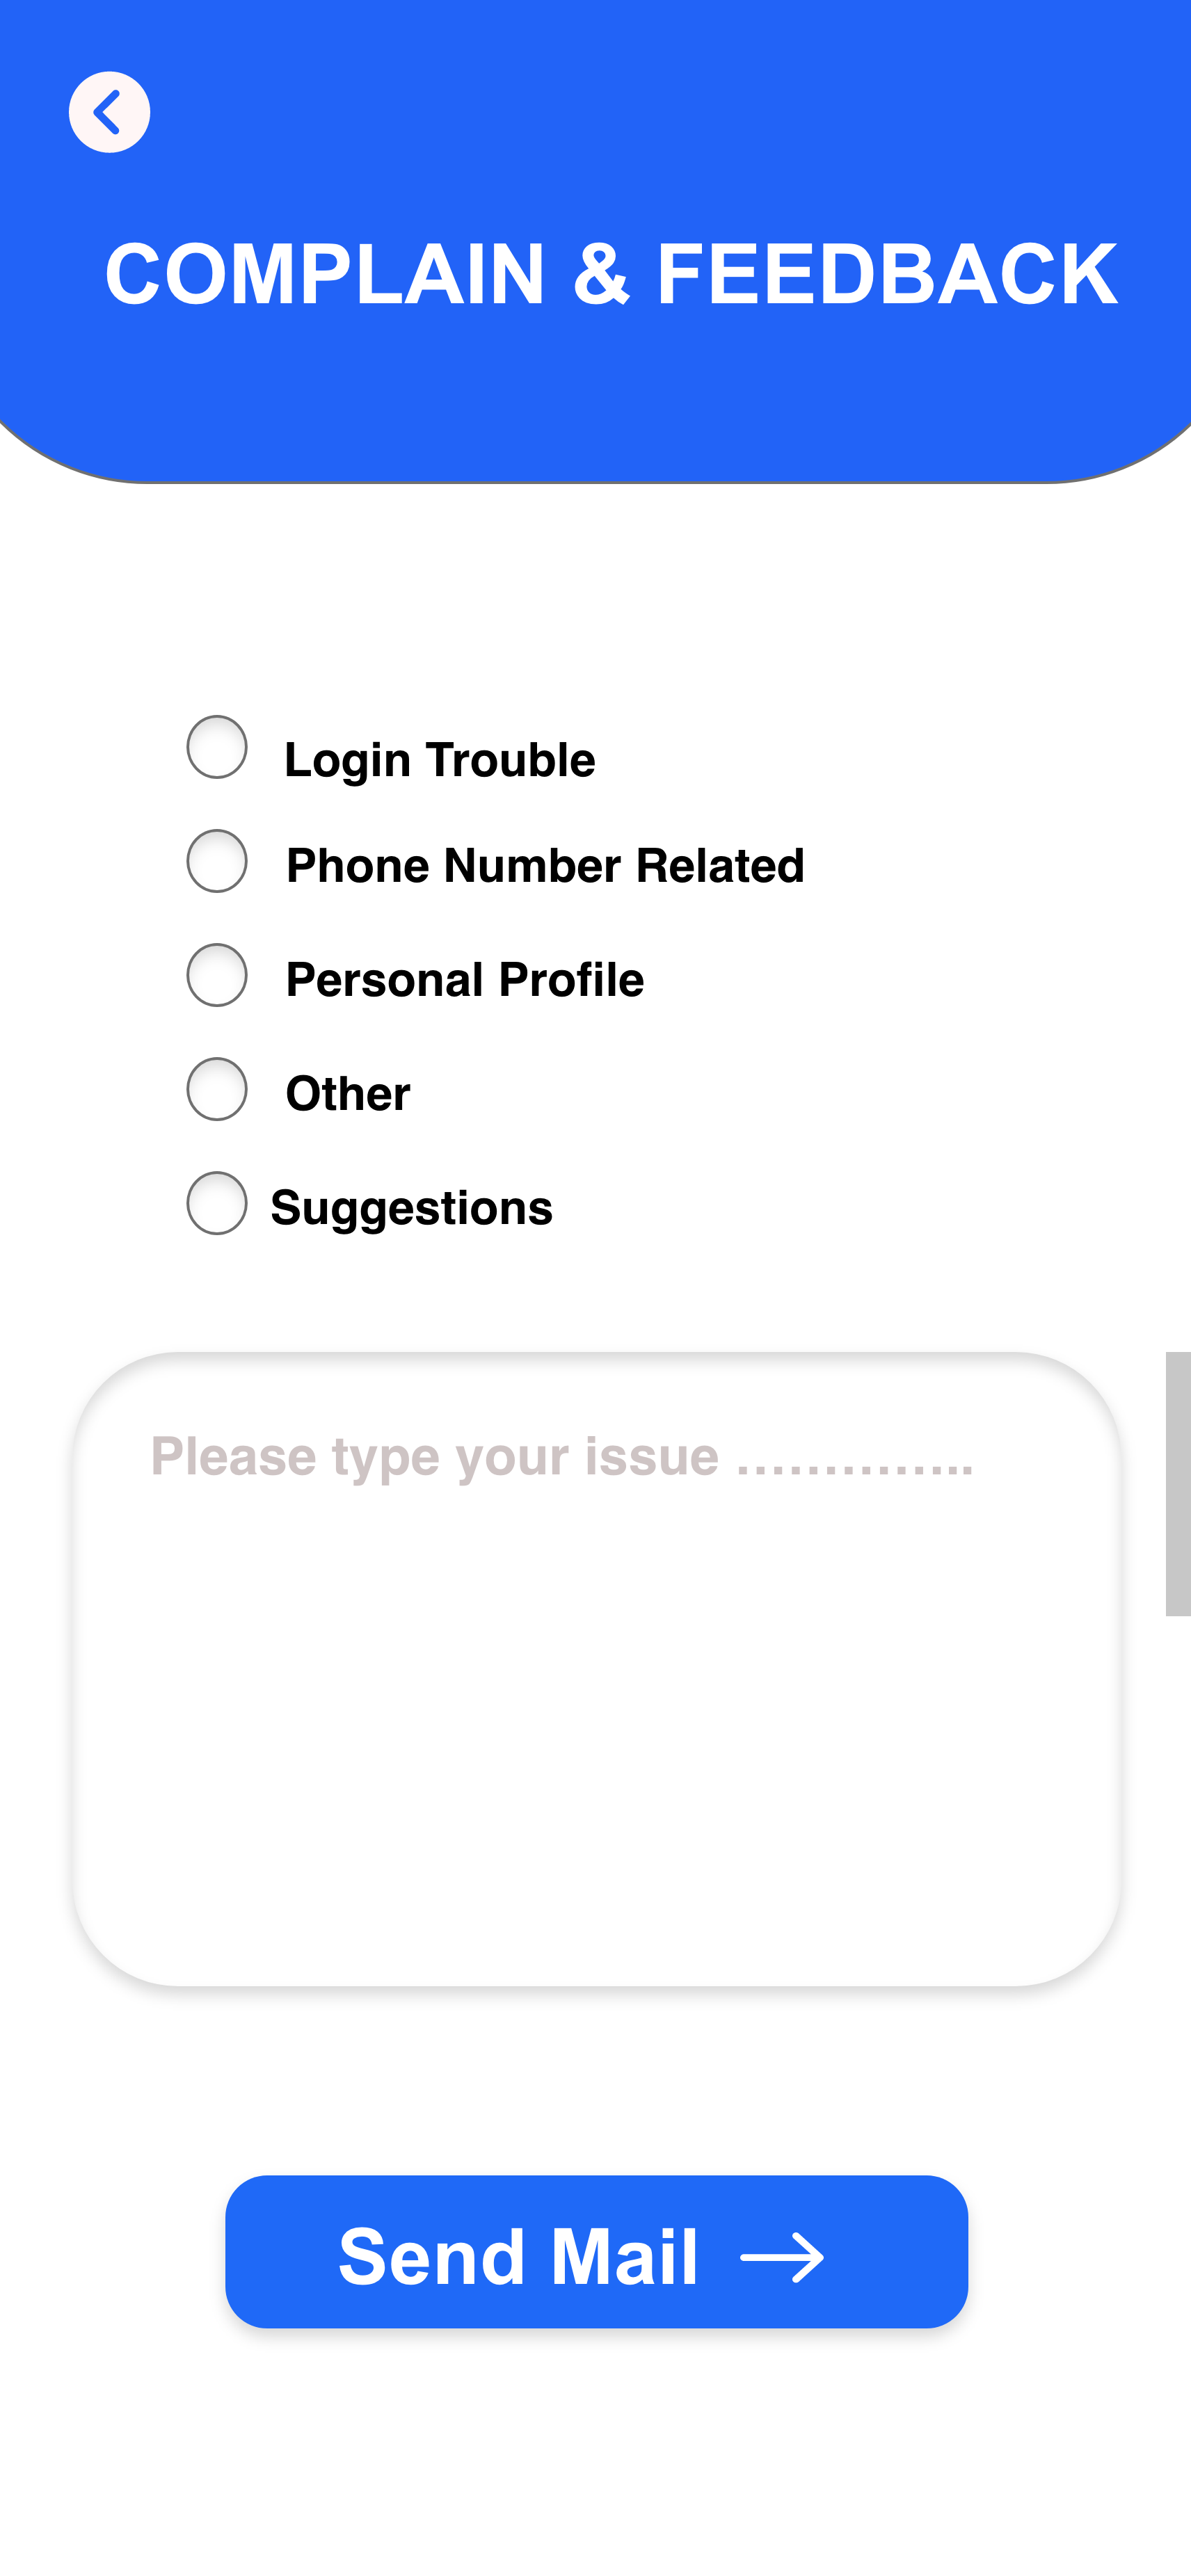 COMPLAIN & FEEDBACK
Login Trouble
Phone Number Related
Personal Profile
Other
Suggestions
Please type your issue …………..
Send Mail